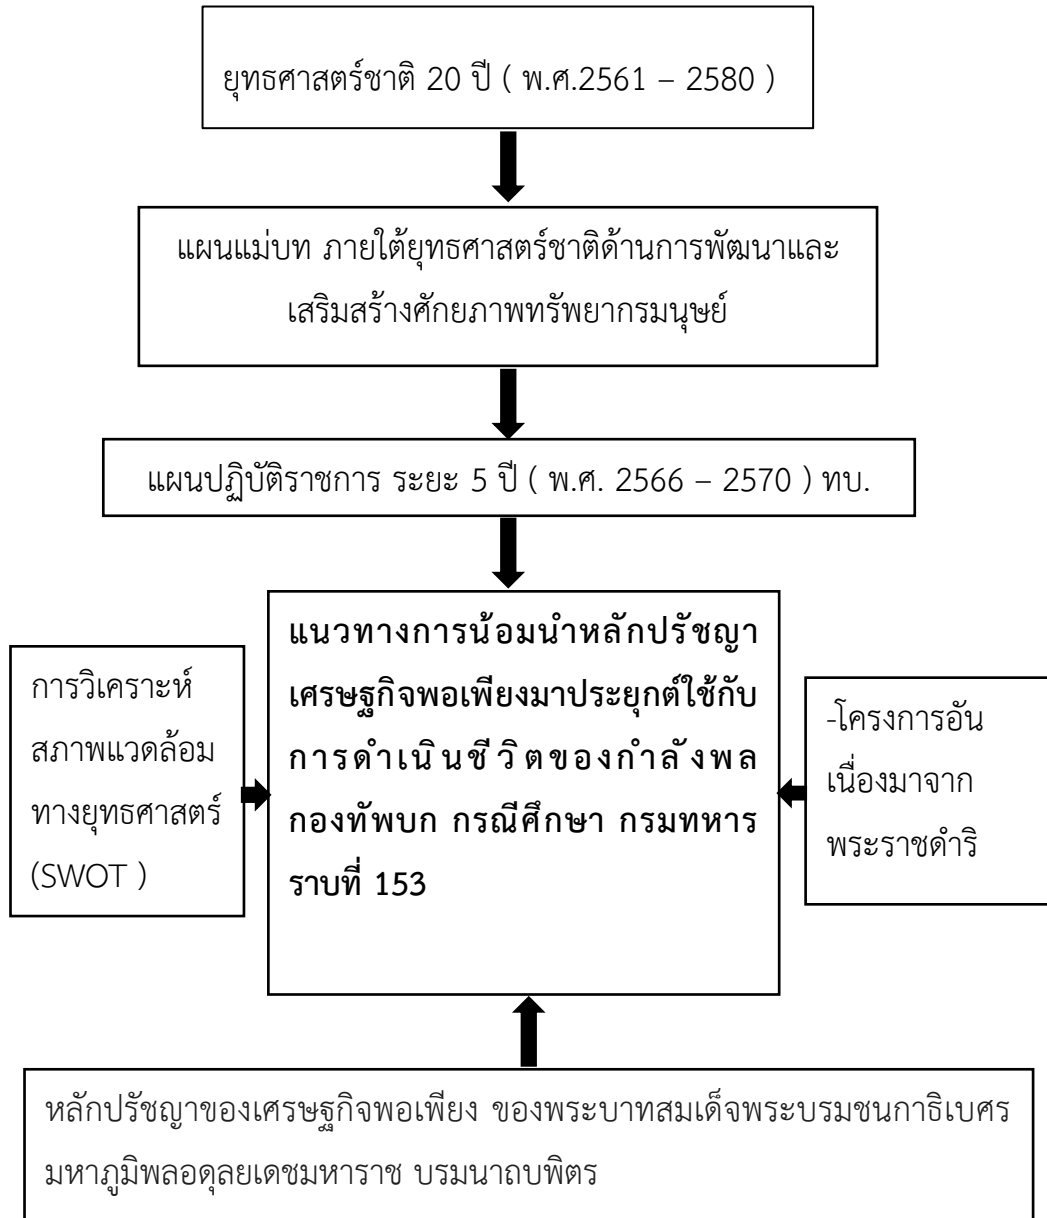 ยุทธศาสตร์ชาติ 20 ปี ( พ.ศ.2561 – 2580 )
แผนแม่บท ภายใต้ยุทธศาสตร์ชาติด้านการพัฒนาและ
เสริมสร้างศักยภาพทรัพยากรมนุษย์
แผนปฏิบัติราชการ ระยะ 5 ปี ( พ.ศ. 2566 – 2570 ) ทบ.
การวิเคราะห์
สภาพแวดล้อม
ทางยุทธศาสตร์
(SWOT )
แนวทางการน้อมนำหลักปรัชญา
เศรษฐกิจพอเพียงมาประยุกต์ใช้กับ
การดำเนินชีวิตของกำลังพล
กองทัพบก กรณีศึกษา กรมทหาร
ราบที่ 153
-โครงการอัน
เนื่องมาจาก
พระราชดำริ
หลักปรัชญาของเศรษฐกิจพอเพียง ของพระบาทสมเด็จพระบรมชนกาธิเบศร
มหาภูมิพลอดุลยเดชมหาราช บรมนาถบพิตร